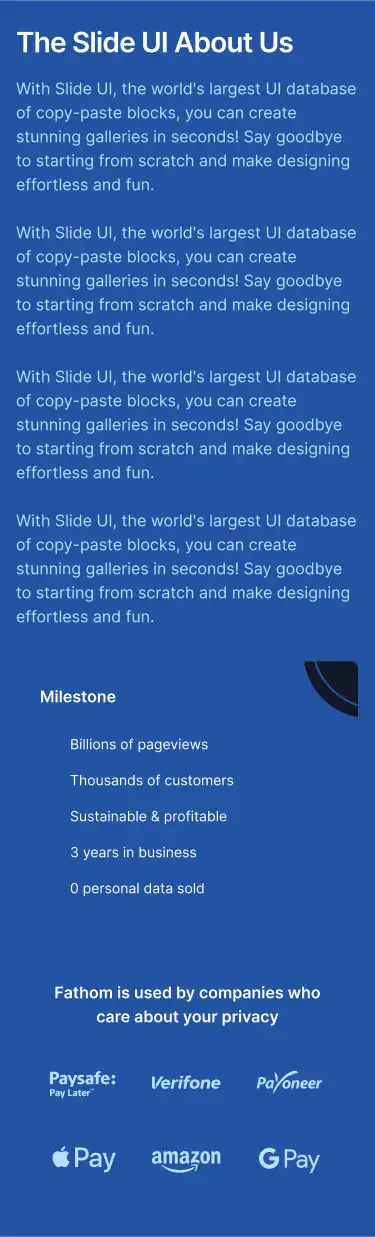 The Slide UI About Us
With Slide UI, the world's largest UI database
of copy-paste blocks, you can create
stunning galleries in seconds! Say goodbye
to starting from scratch and make designing
effortless and fun.
With Slide UI, the world's largest UI database
of copy-paste blocks, you can create
stunning galleries in seconds! Say goodbye
to starting from scratch and make designing
effortless and fun.
With Slide UI, the world's largest UI database
of copy-paste blocks, you can create
stunning galleries in seconds! Say goodbye
to starting from scratch and make designing
effortless and fun.
With Slide UI, the world's largest UI database
of copy-paste blocks, you can create
stunning galleries in seconds! Say goodbye
to starting from scratch and make designing
effortless and fun.
Milestone
Billions of pageviews
Thousands of customers
Sustainable & profitable
3 years in business
0 personal data sold
Fathom is used by companies who
care about your privacy
Paysafe:
Pay Later™
Verifone
Payoneer
Pay
amazon
G Pay